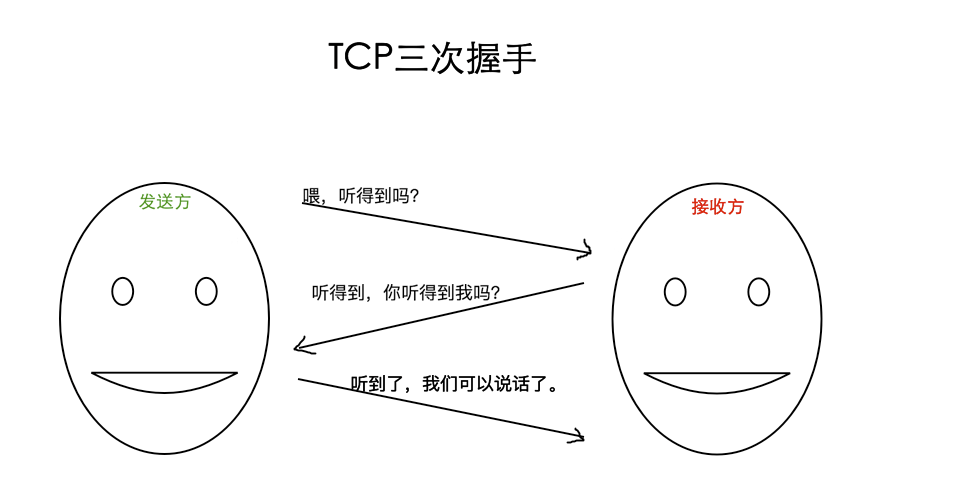 TCP三次握手
发送方
接收方
喂，听得到吗？
听得到，你听得到我吗？
听到了，我们可以说话了。